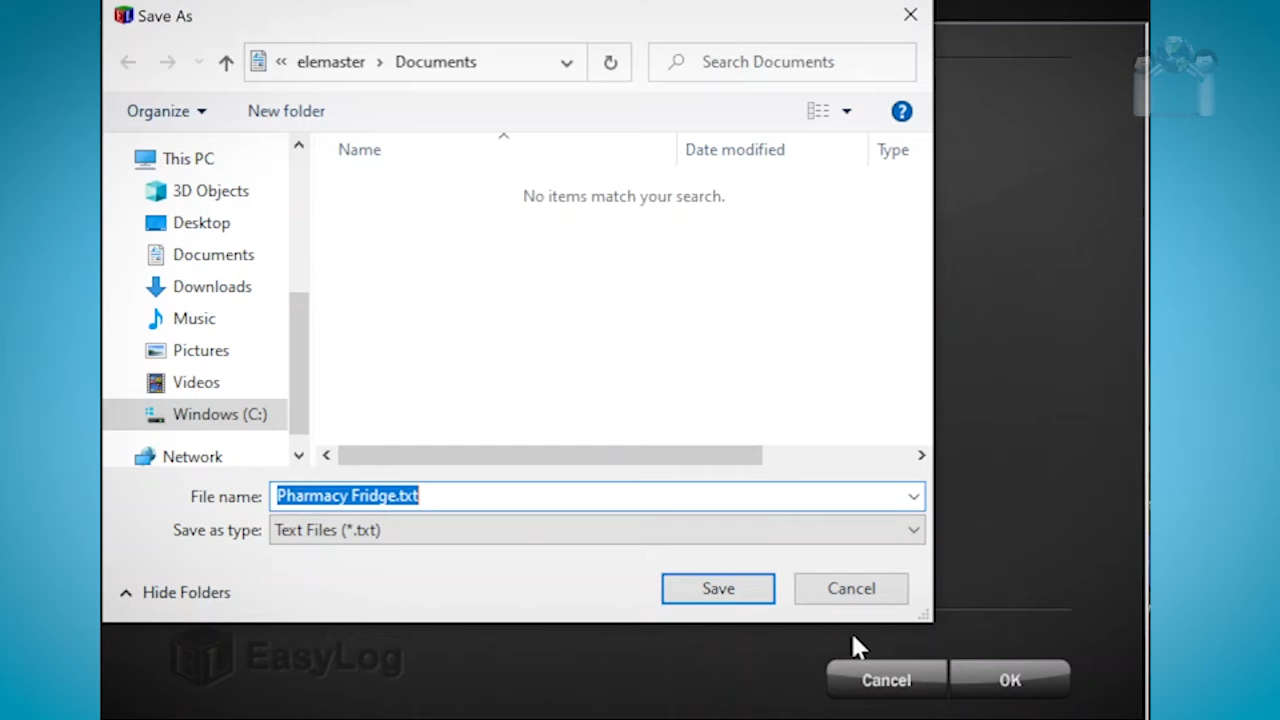 Save As
« elemaster > Documents
Search Documents
Organize
New folder
?
Name
Date modified
Type
No items match your search.
This PC
3D Objects
Desktop
Documents
Downloads
Music
Pictures
Videos
Windows (C:)
Network
File name: Pharmacy Fridge.txt
Save as type: Text Files (*.txt)
Hide Folders
Save
Cancel
EasyLog
Cancel
OK